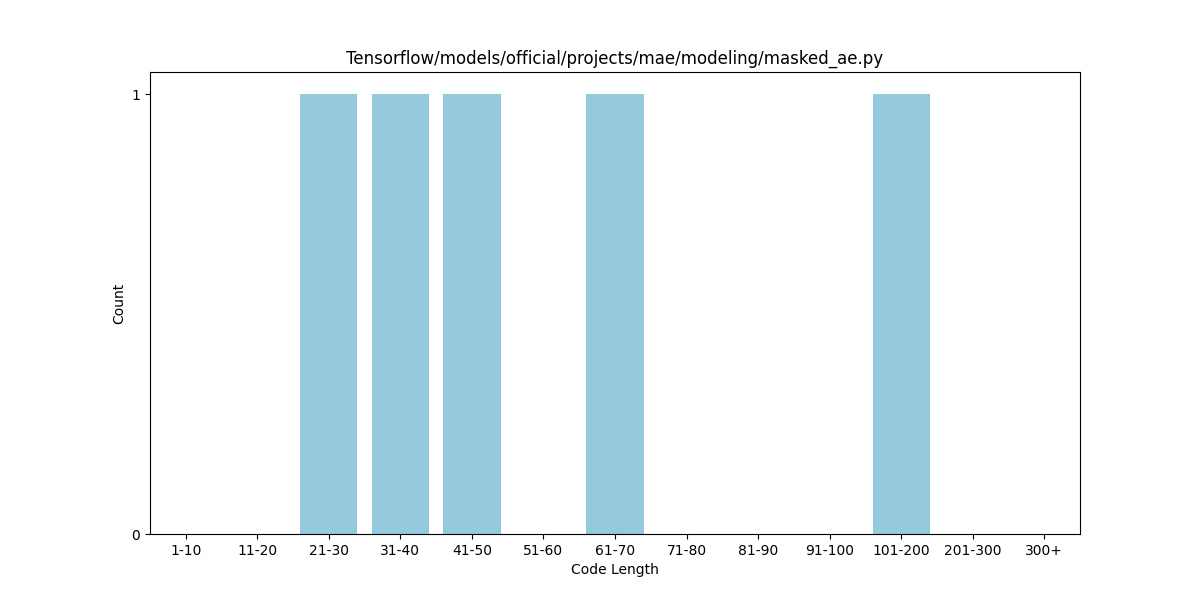 Tensorflow/models/official/projects/mae/modeling/masked_ae.py
1
Count
0
1-10 11-20 21-30 31-40 41-50 51-60 61-70 71-80 81-90 91-100 101-200 201-300 300+
Code Length